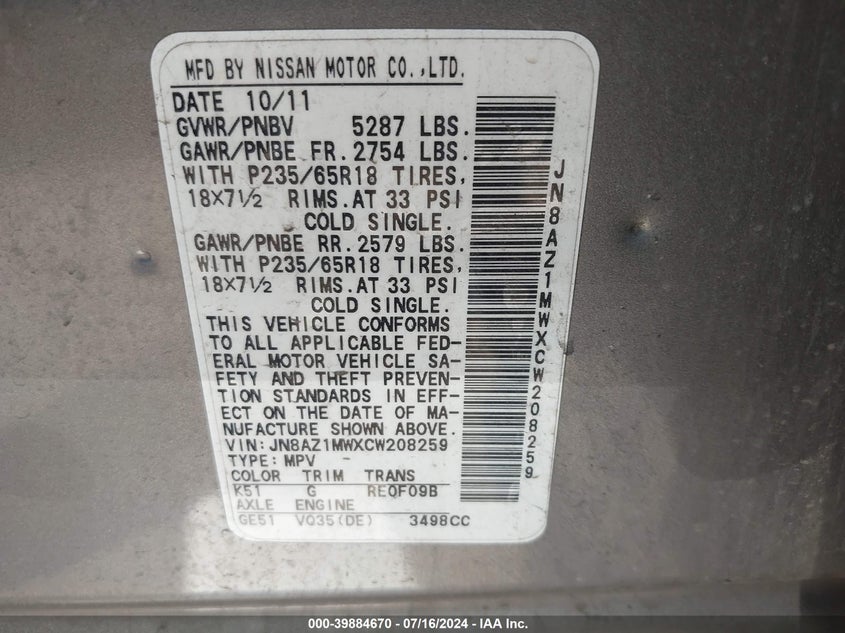 MFD BY NISSAN MOTOR CO.,LTD.
DATE 10/11
GVWR/PNBV 5287 LBS.
GAWR/PNBE FR. 2754 LBS.
WITH P235/65R18 TIRES,
18X7½ RIMS.AT 33 PSI
COLD SINGLE.
GAWR/PNBE RR. 2579 LBS.
WITH P235/65R18 TIRES,
18X7½ RIMS.AT 33 PSI
COLD SINGLE.
THIS VEHICLE CONFORMS
TO ALL APPLICABLE FED-
ERAL MOTOR VEHICLE SA-
FETY AND THEFT PREVEN-
TION STANDARDS IN EFF-
ECT ON THE DATE OF MA-
NUFACTURE SHOWN ABOVE.
VIN:JN8AZ1MWXCW208259
TYPE:MPV -
COLOR TRIM TRANS
K51 G RE0F09B
AXLE ENGINE
GE51 VQ35(DE) 3498CC
JN8AZ1MWXCW208259
000-39884670 - 07/16/2024 - IAA Inc.